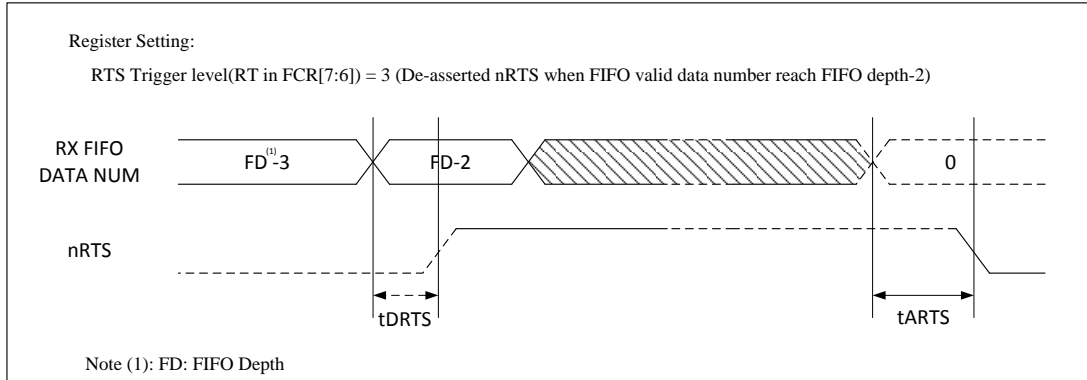 Register Setting:
RTS Trigger level(RT in FCR[7:6]) = 3 (De-asserted nRTS when FIFO valid data number reach FIFO depth-2)
RX FIFO
DATA NUM
FD(1)-3
FD-2
0
nRTS
tDRTS
tARTS
Note (1): FD: FIFO Depth